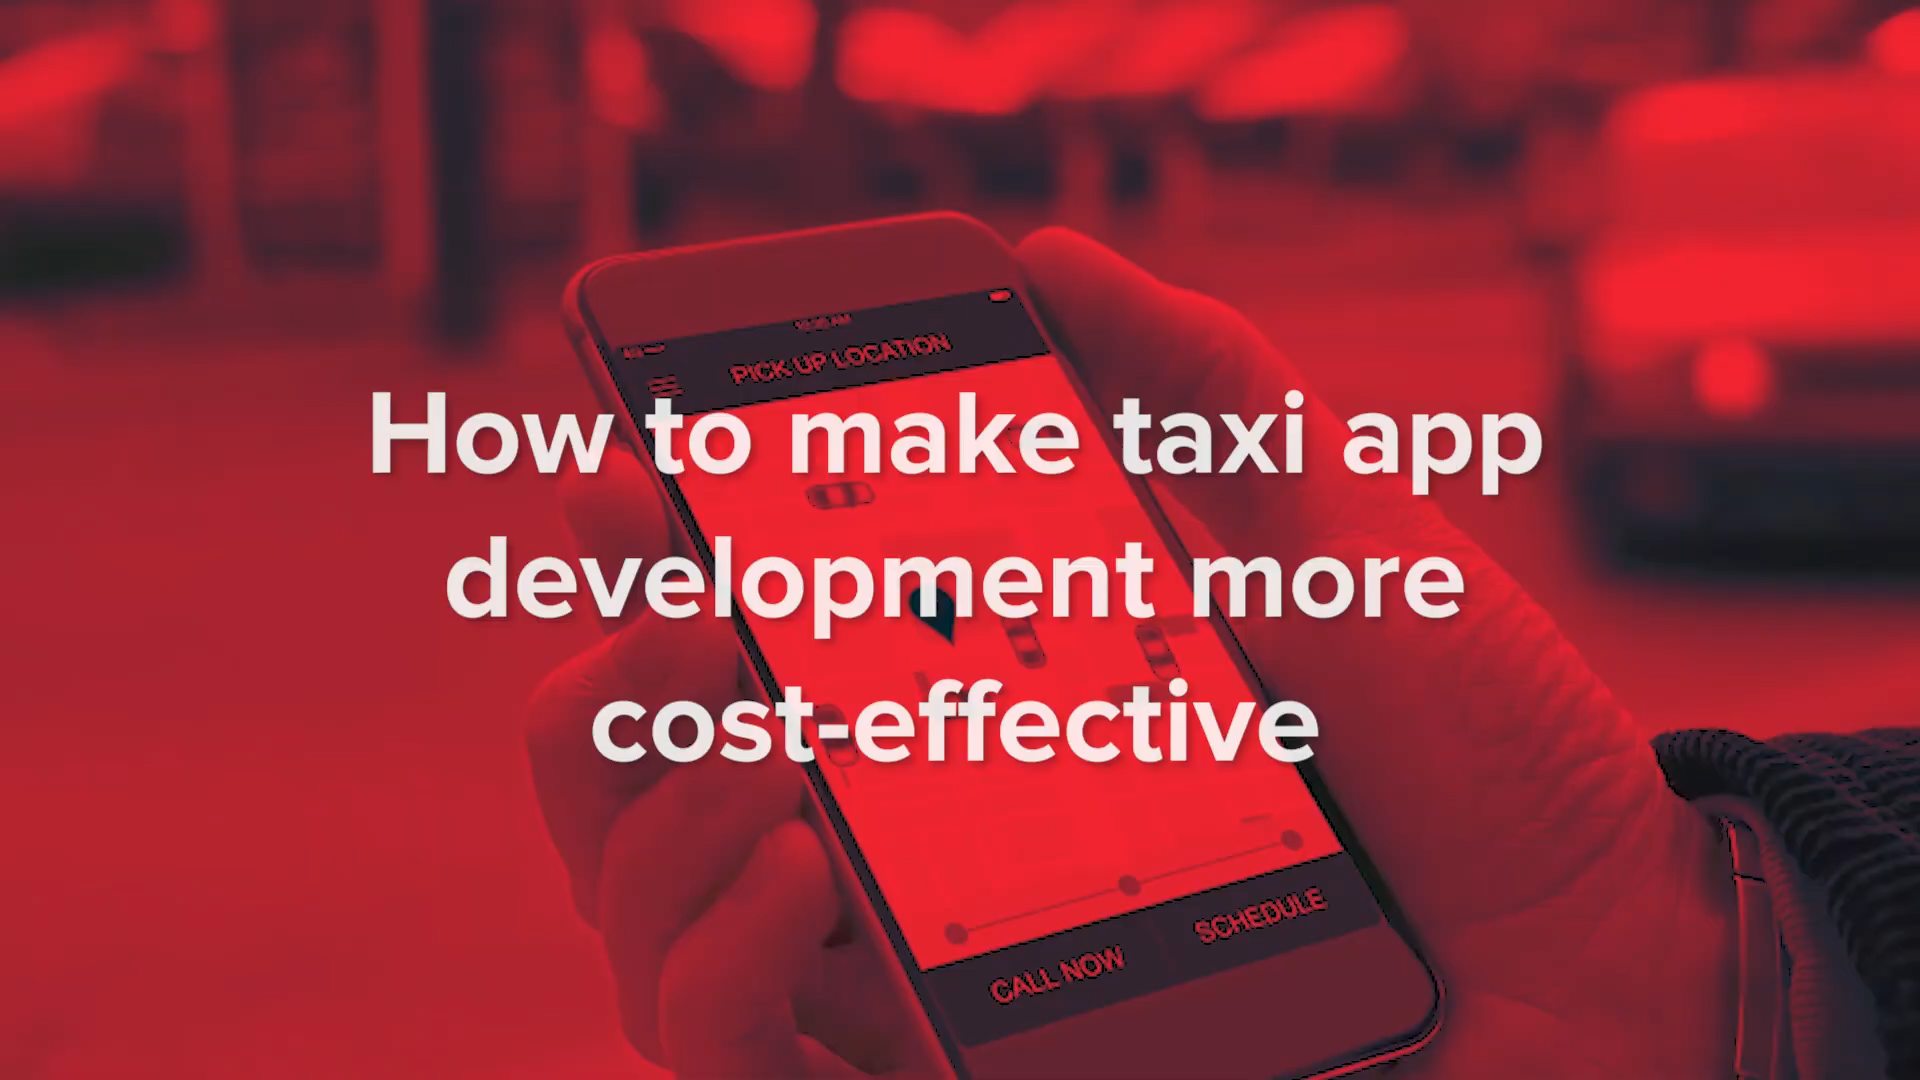 PICK UP LOCATION
How to make taxi app
development more
cost-effective
CALL NOW
SCHEDULE